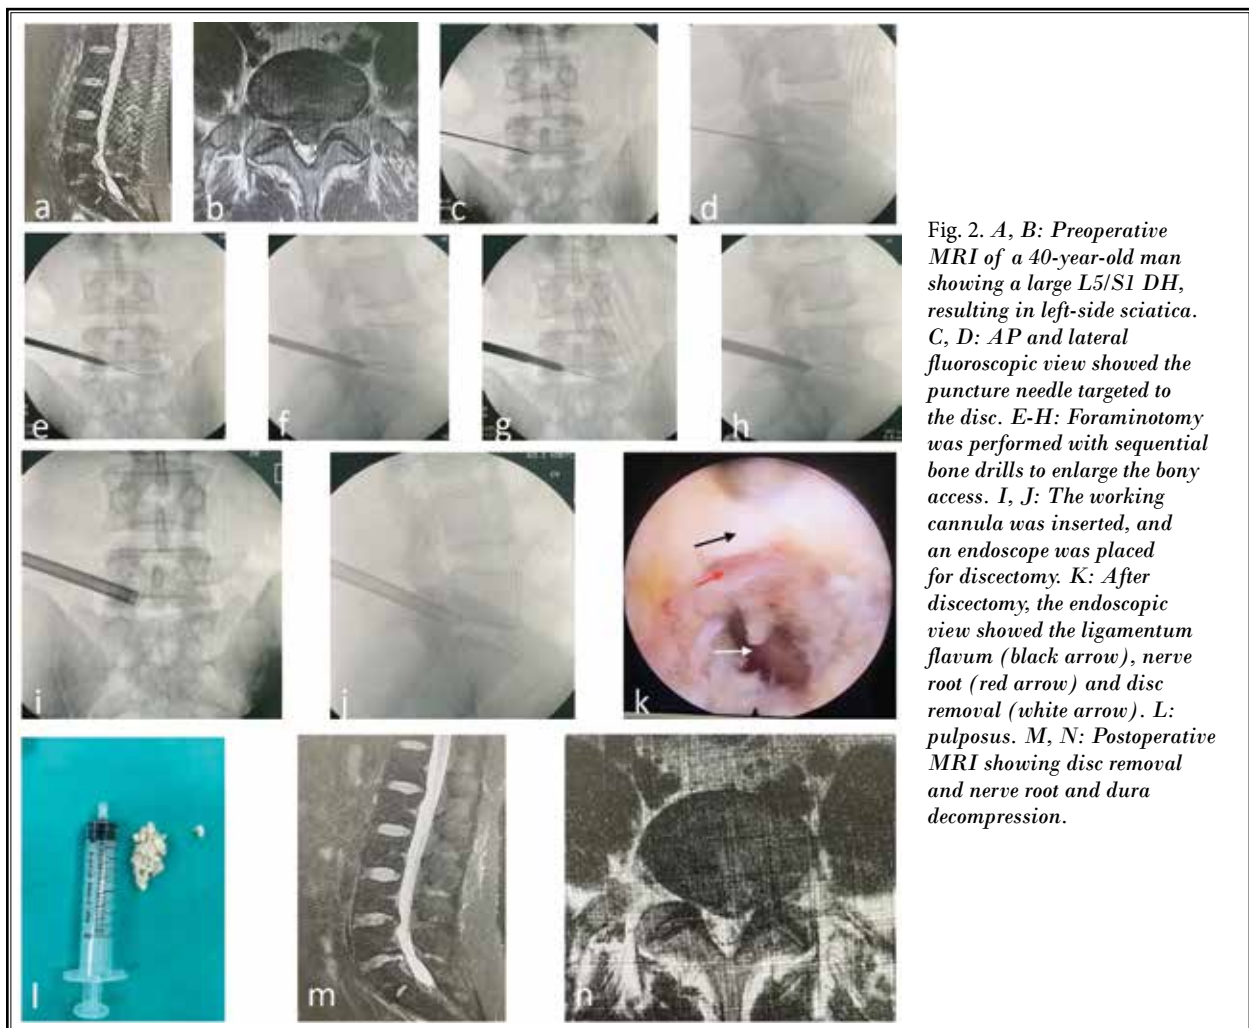 a
b
c
d
e
f
g
h
i
j
k
l
m
n
Fig. 2. A, B: Preoperative
MRI of a 40-year-old man
showing a large L5/S1 DH,
resulting in left-side sciatica.
C, D: AP and lateral
fluoroscopic view showed the
puncture needle targeted to
the disc. E-H: Foraminotomy
was performed with sequential
bone drills to enlarge the bony
access. I, J: The working
cannula was inserted, and
an endoscope was placed
for discectomy. K: After
discectomy, the endoscopic
view showed the ligamentum
flavum (black arrow), nerve
root (red arrow) and disc
removal (white arrow). L:
pulposus. M, N: Postoperative
MRI showing disc removal
and nerve root and dura
decompression.